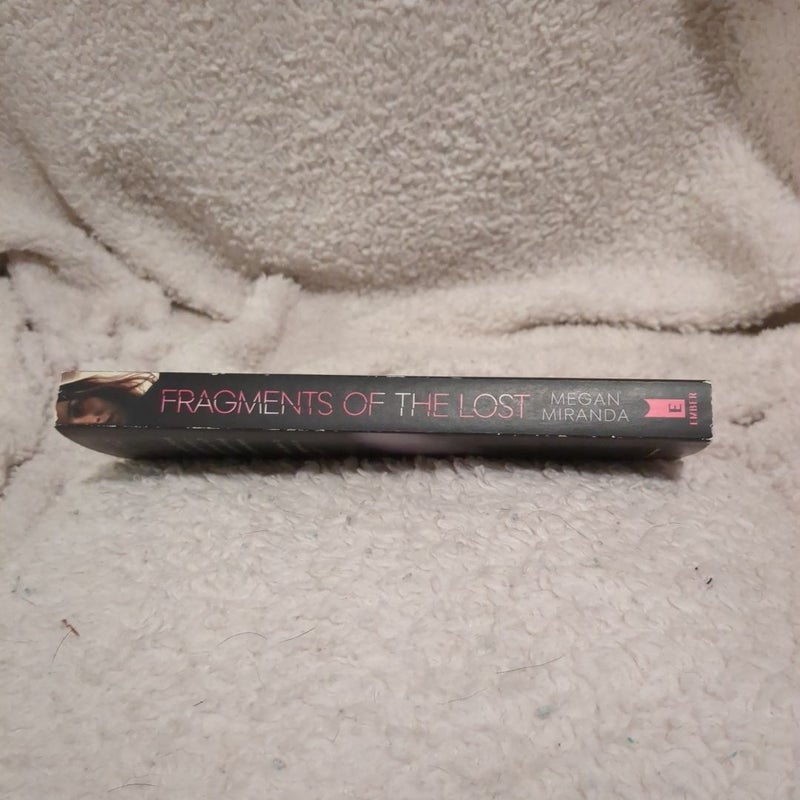 FRAGMENTS OF THE LOST
MEGAN
MIRANDA
E
EMBER